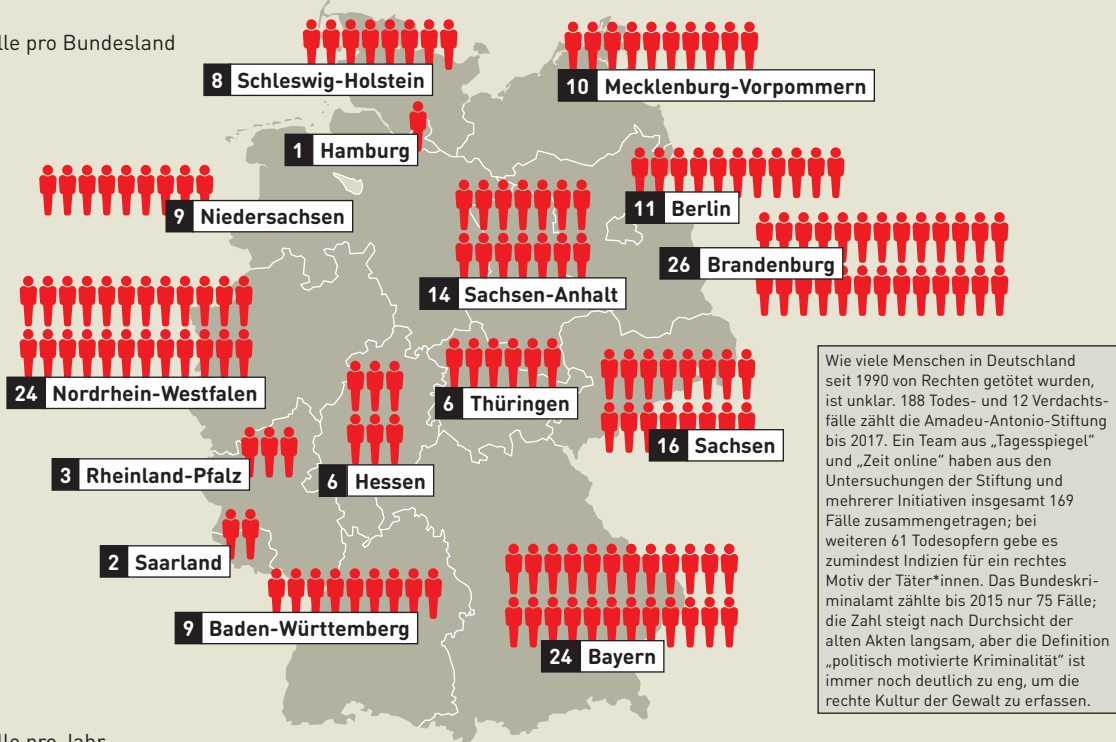 lle pro Bundesland
8 Schleswig-Holstein
10 Mecklenburg-Vorpommern
1 Hamburg
9 Niedersachsen
11 Berlin
26 Brandenburg
14 Sachsen-Anhalt
24 Nordrhein-Westfalen
6 Thüringen
16 Sachsen
3 Rheinland-Pfalz
6 Hessen
2 Saarland
9 Baden-Württemberg
24 Bayern
Wie viele Menschen in Deutschland
seit 1990 von Rechten getötet wurden,
ist unklar. 188 Todes- und 12 Verdachts-
fälle zählt die Amadeu-Antonio-Stiftung
bis 2017. Ein Team aus „Tagesspiegel“
und „Zeit online“ haben aus den
Untersuchungen der Stiftung und
mehrerer Initiativen insgesamt 169
Fälle zusammengetragen; bei
weiteren 61 Todesopfern gebe es
zumindest Indizien für ein rechtes
Motiv der Täter*innen. Das Bundeskri-
minalamt zählte bis 2015 nur 75 Fälle;
die Zahl steigt nach Durchsicht der
alten Akten langsam, aber die Definition
„politisch motivierte Kriminalität“ ist
immer noch deutlich zu eng, um die
rechte Kultur der Gewalt zu erfassen.
lle pro Jahr